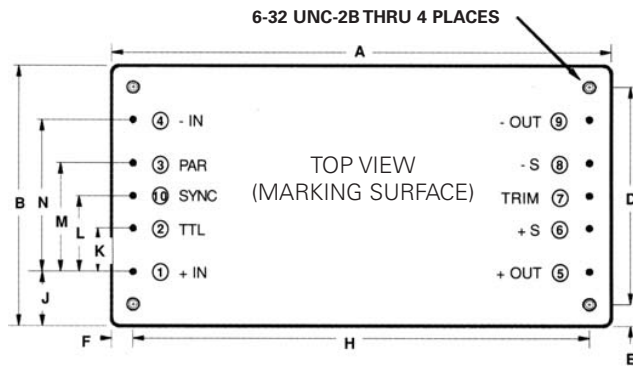 6-32 UNC-2B THRU 4 PLACES
A
④ - IN
- OUT ⑨
③ PAR
- S ⑧
TOP VIEW
(MARKING SURFACE)
⑩ SYNC
TRIM ⑦
② TTL
+ S ⑥
① + IN
+ OUT ⑤
B
N
M
L
K
J
D
F
H
E